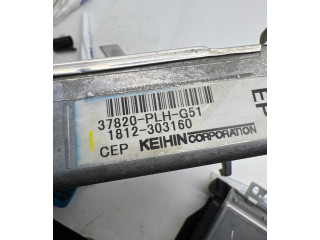 37820-PLH-G51
1812-303160
CEP KEIHIN CORPORATION